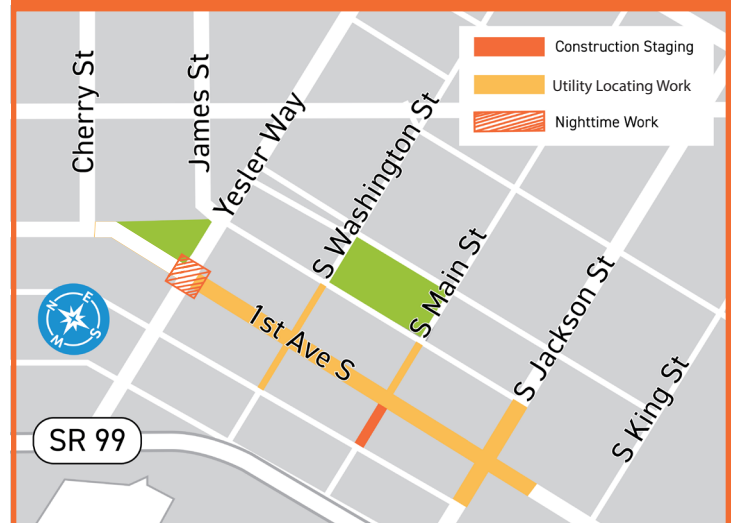 Construction Staging
Utility Locating Work
Nighttime Work
Cherry St
James St
Yesler Way
S Washington St
S Main St
S Jackson St
S King St
1st Ave S
N
E
S
W
SR 99